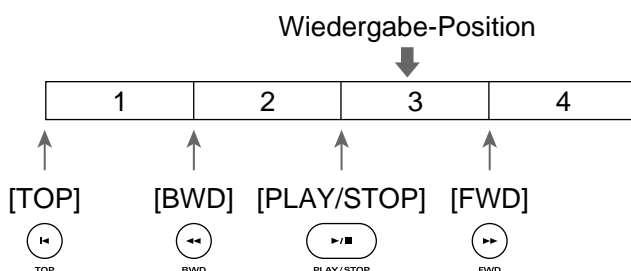 Wiedergabe-Position
1 2 3 4
[TOP] [BWD] [PLAY/STOP] [FWD]
TOP BWD PLAY/STOP FWD